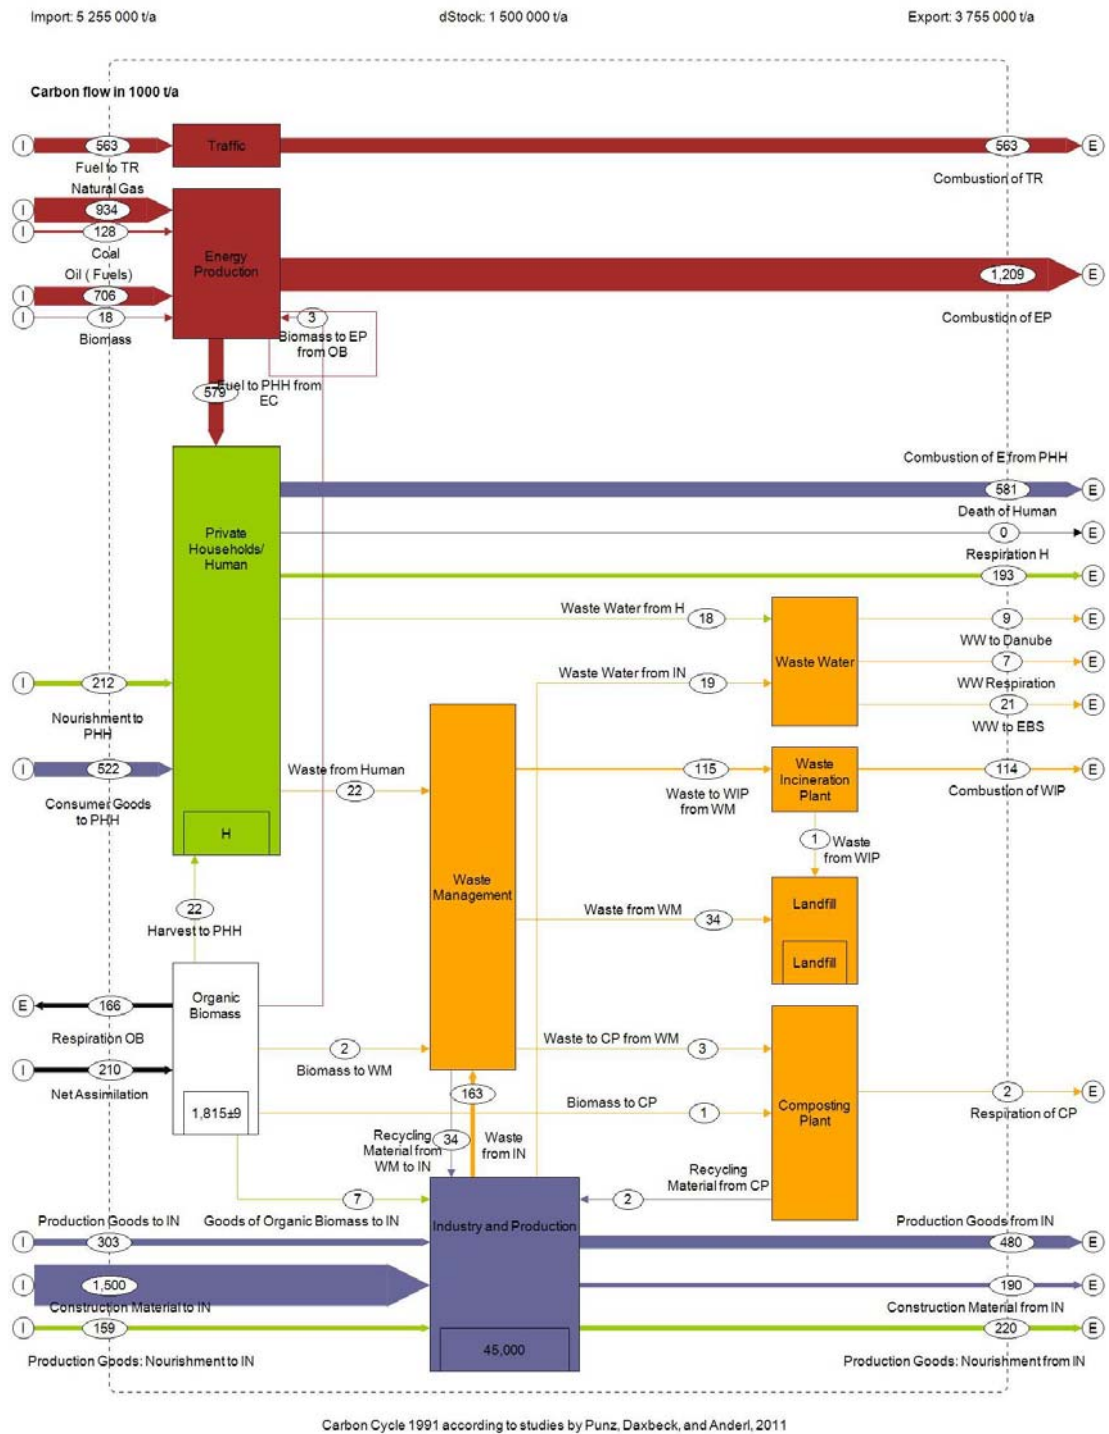 Import: 5 255 000 t/a
dStock: 1 500 000 t/a
Export: 3 755 000 t/a
Carbon flow in 1000 t/a
I
563
Traffic
563
E
Fuel to TR
Combustion of TR
Natural Gas
I
934
I
128
Coal
Energy
Production
1,209
E
Oil ( Fuels)
I
706
I
18
3
Biomass
Biomass to EP
from OB
Combustion of EP
579
Fuel to PHH from
EC
Combustion of E from PHH
581
E
Death of Human
Private
Households/
Human
0
E
Respiration H
193
E
Waste Water from H
18
9
E
WW to Danube
Waste Water
7
E
Waste Water from IN
19
WW Respiration
21
E
WW to EBS
I
212
Nourishment to
PHH
I
522
Consumer Goods
to PHH
Waste from Human
22
115
Waste to WIP
from WM
Waste
Incineration
Plant
114
E
Combustion of WIP
H
1
Waste
from WIP
Waste
Management
22
Harvest to PHH
Waste from WM
34
Landfill
Landfill
Organic
Biomass
E
166
Respiration OB
2
Biomass to WM
Waste to CP from WM
3
I
210
Net Assimilation
163
1,815±9
Biomass to CP
1
Composting
Plant
2
E
Respiration of CP
Recycling
Material from
WM to IN
34
Waste
from IN
Recycling
Material from CP
7
2
Production Goods to IN
Goods of Organic Biomass to IN
Industry and Production
Production Goods from IN
I
303
480
E
I
1,500
190
E
Construction Material to IN
Construction Material from IN
I
159
220
E
45,000
Production Goods: Nourishment to IN
Production Goods: Nourishment from IN
Carbon Cycle 1991 according to studies by Punz, Daxbeck, and Anderl, 2011